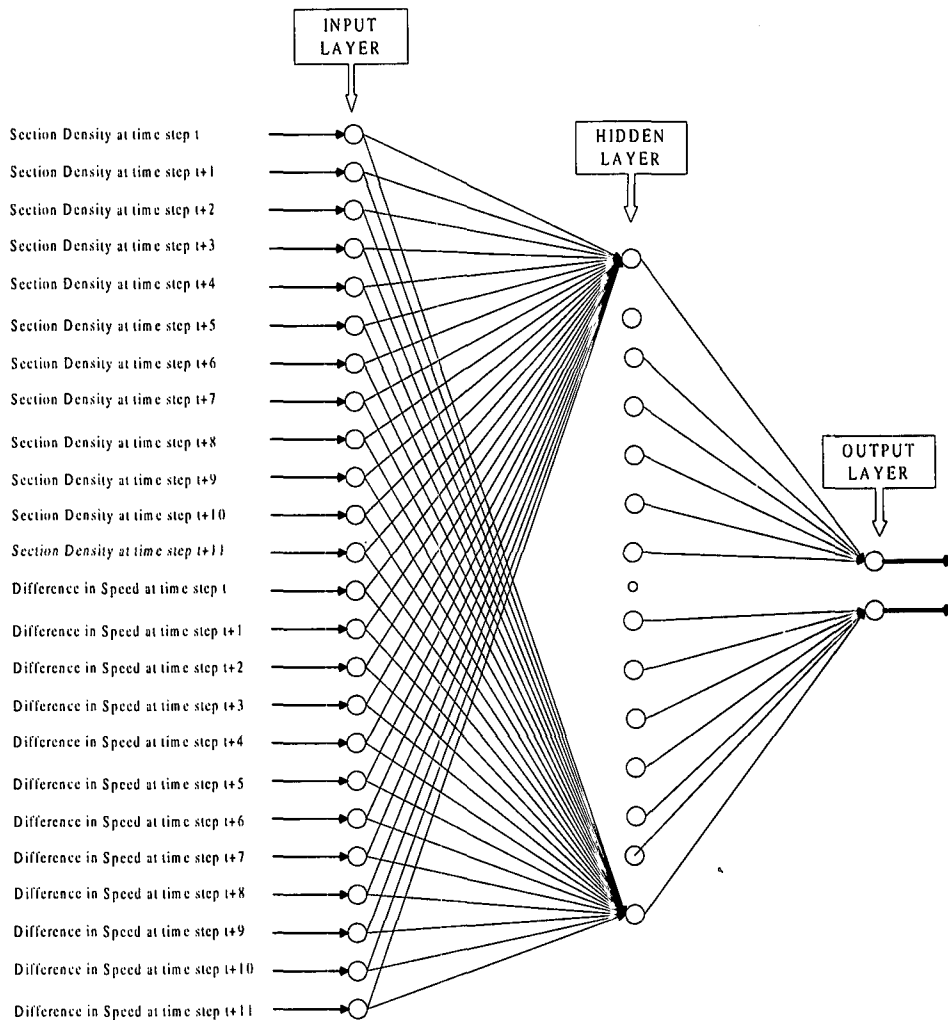 INPUT
LAYER
HIDDEN
LAYER
OUTPUT
LAYER
Section Density at time step t
Section Density at time step t+1
Section Density at time step t+2
Section Density at time step t+3
Section Density at time step t+4
Section Density at time step t+5
Section Density at time step t+6
Section Density at time step t+7
Section Density at time step t+8
Section Density at time step t+9
Section Density at time step t+10
Section Density at time step t+11
Difference in Speed at time step t
Difference in Speed at time step t+1
Difference in Speed at time step t+2
Difference in Speed at time step t+3
Difference in Speed at time step t+4
Difference in Speed at time step t+5
Difference in Speed at time step t+6
Difference in Speed at time step t+7
Difference in Speed at time step t+8
Difference in Speed at time step t+9
Difference in Speed at time step t+10
Difference in Speed at time step t+11